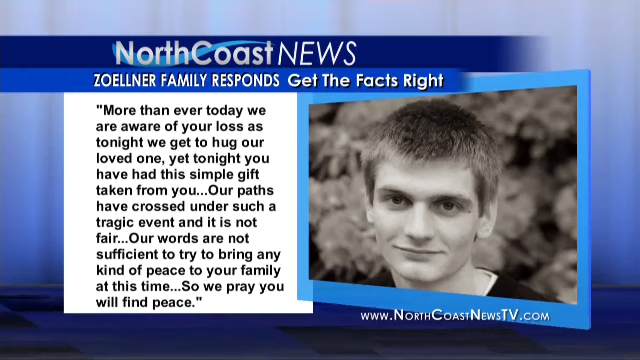 NorthCoast NEWS
ZOELLNER FAMILY RESPONDS Get The Facts Right
"More than ever today we
are aware of your loss as
tonight we get to hug our
loved one, yet tonight you
have had this simple gift
taken from you...Our paths
have crossed under such a
tragic event and it is not
fair...Our words are not
sufficient to try to bring any
kind of peace to your family
at this time...So we pray you
will find peace."
www.NorthCoastNewsTV.com